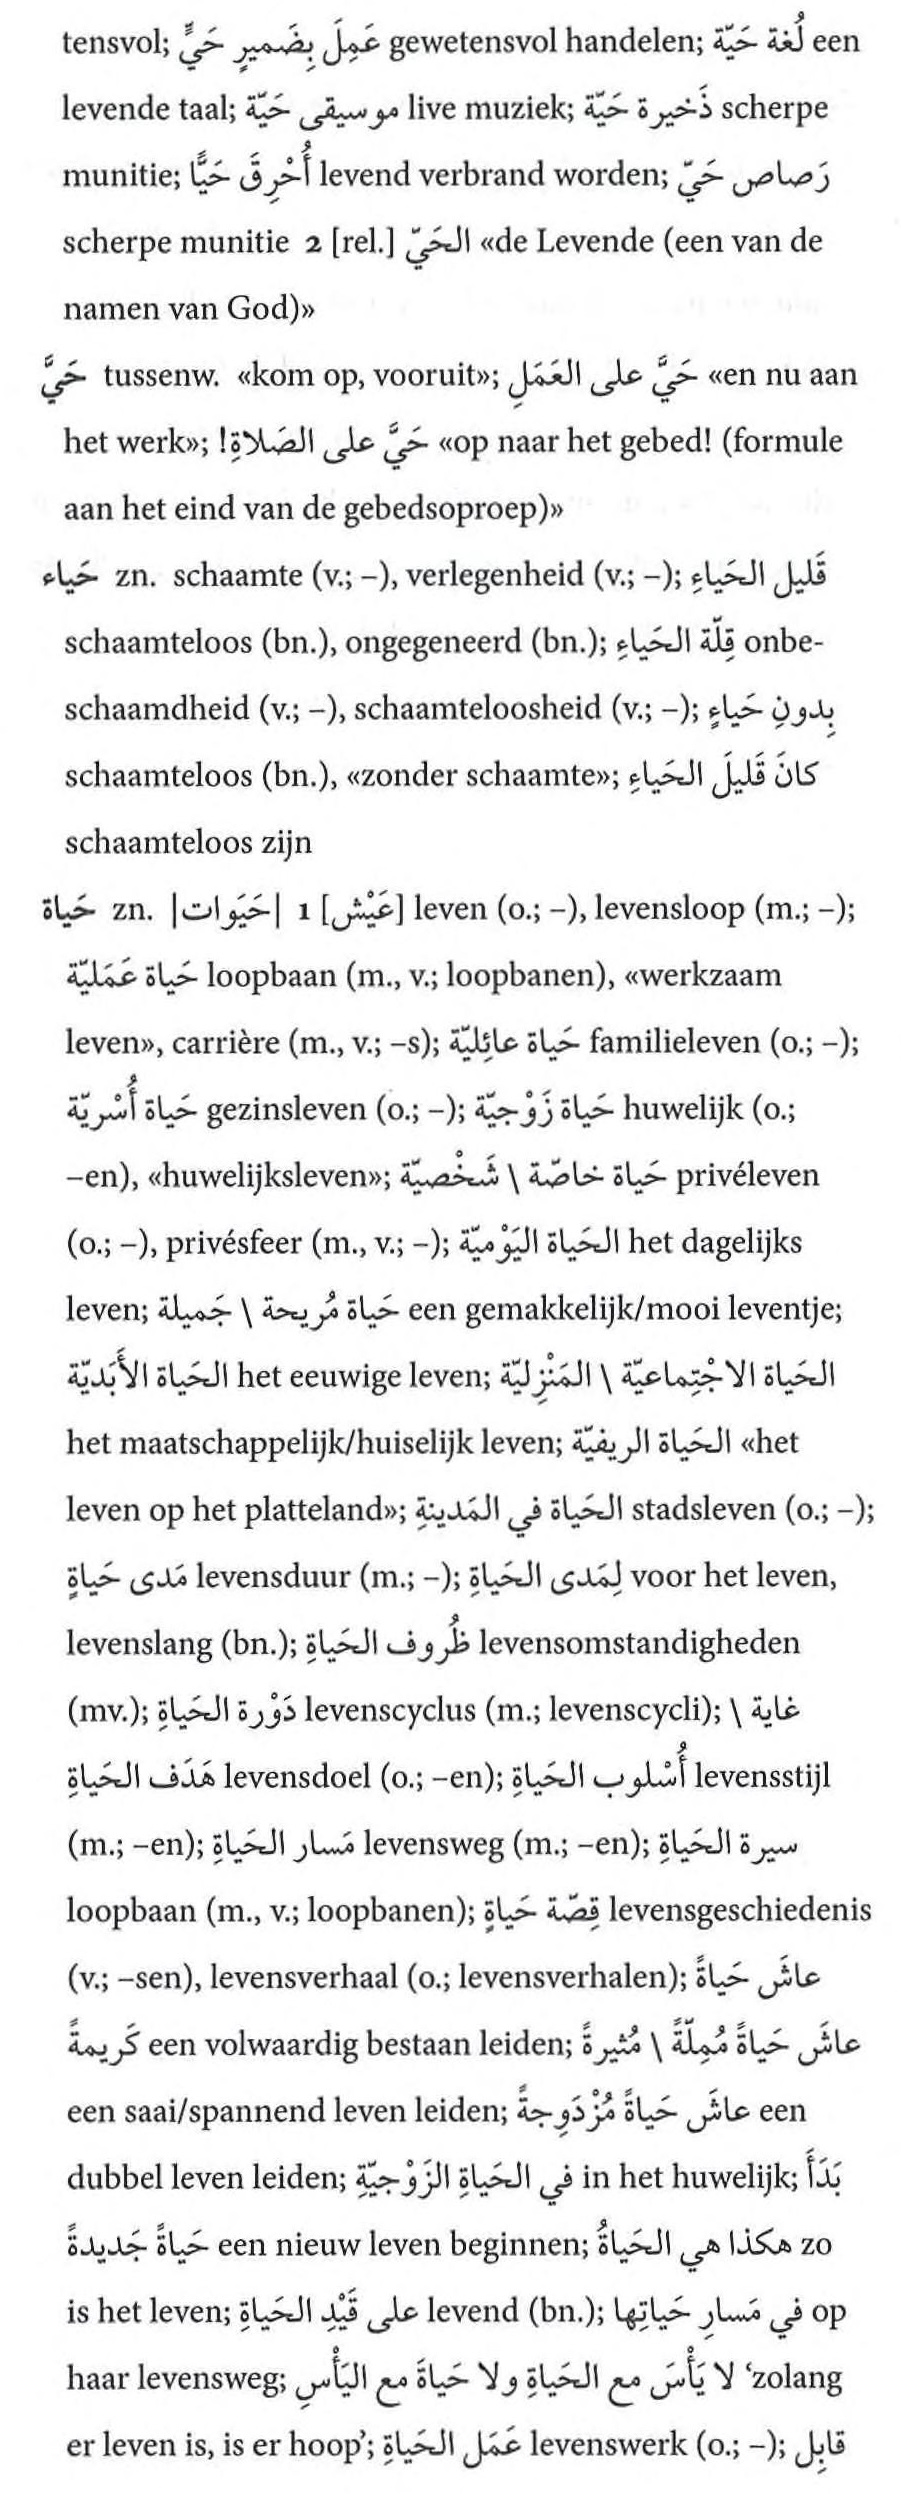 tensvol; عَمِلَ بِضَميرٍ حَيٍّ gewetensvol handelen; لُغة حَيّة een
levende taal; موسيقى حَيّة live muziek; ذَخيرة حَيّة scherpe
munitie; أُحْرِقَ حَيًّا levend verbrand worden; رَصاص حَيّ
scherpe munitie 2 [rel.] الحَيّ «de Levende (een van de
namen van God)»
حَيَّ tussenw. «kom op, vooruit»; حَيَّ على العَمَلِ «en nu aan
het werk»; حَيَّ على الصَلاةِ! «op naar het gebed! (formule
aan het eind van de gebedsoproep)»
حَياء zn. schaamte (v.; –), verlegenheid (v.; –); قَليل الحَياءِ
schaamteloos (bn.), ongegeneerd (bn.); قِلّة الحَياءِ onbe-
schaamdheid (v.; –), schaamteloosheid (v.; –); بِدونِ حَياءٍ
schaamteloos (bn.), «zonder schaamte»; كانَ قَليلَ الحَياءِ
schaamteloos zijn
حَياة zn. |حَيَوات| 1 [عَيْش] leven (o.; –), levensloop (m.; –);
حَياة عَمَليّة loopbaan (m., v.; loopbanen), «werkzaam
leven», carrière (m., v.; –s); حَياة عائِليّة familieleven (o.; –);
حَياة أُسْريّة gezinsleven (o.; –); حَياة زَوْجيّة huwelijk (o.;
–en), «huwelijksleven»; حَياة خاصّة \ شَخْصيّة privéleven
(o.; –), privésfeer (m., v.; –); الحَياة اليَوْميّة het dagelijks
leven; حَياة مُريحة \ جَميلة een gemakkelijk/mooi leventje;
الحَياة الأَبَديّة het eeuwige leven; الحَياة الاجْتِماعيّة \ المَنْزِليّة
het maatschappelijk/huiselijk leven; الحَياة الريفيّة «het
leven op het platteland»; الحَياة في المَدينةِ stadsleven (o.; –);
مَدى حَياةٍ levensduur (m.; –); لِمَدى الحَياةِ voor het leven,
levenslang (bn.); ظُروف الحَياةِ levensomstandigheden
(mv.); دَوْرة الحَياةِ levenscyclus (m.; levenscycli); غاية \
هَدَف الحَياةِ levensdoel (o.; –en); أُسْلوب الحَياةِ levensstijl
(m.; –en); مَسار الحَياةِ levensweg (m.; –en); سيرة الحَياةِ
loopbaan (m., v.; loopbanen); قِصّة حَياةٍ levensgeschiedenis
(v.; –sen), levensverhaal (o.; levensverhalen); عاشَ حَياةً
كَريمةً een volwaardig bestaan leiden; عاشَ حَياةً مُمِلّةً \ مُثيرةً
een saai/spannend leven leiden; عاشَ حَياةً مُزْدَوِجةً een
dubbel leven leiden; في الحَياةِ الزَوْجيّةِ in het huwelijk; بَدَأَ
حَياةً جَديدةً een nieuw leven beginnen; هكذا هي الحَياةُ zo
is het leven; على قَيْدِ الحَياةِ levend (bn.); في مَسارِ حَياتِها op
haar levensweg; لا يَأْسَ مع الحَياةِ ولا حَياةَ مع اليَأْسِ ‘zolang
er leven is, is er hoop’; عَمَل الحَياةِ levenswerk (o.; –); قابِل